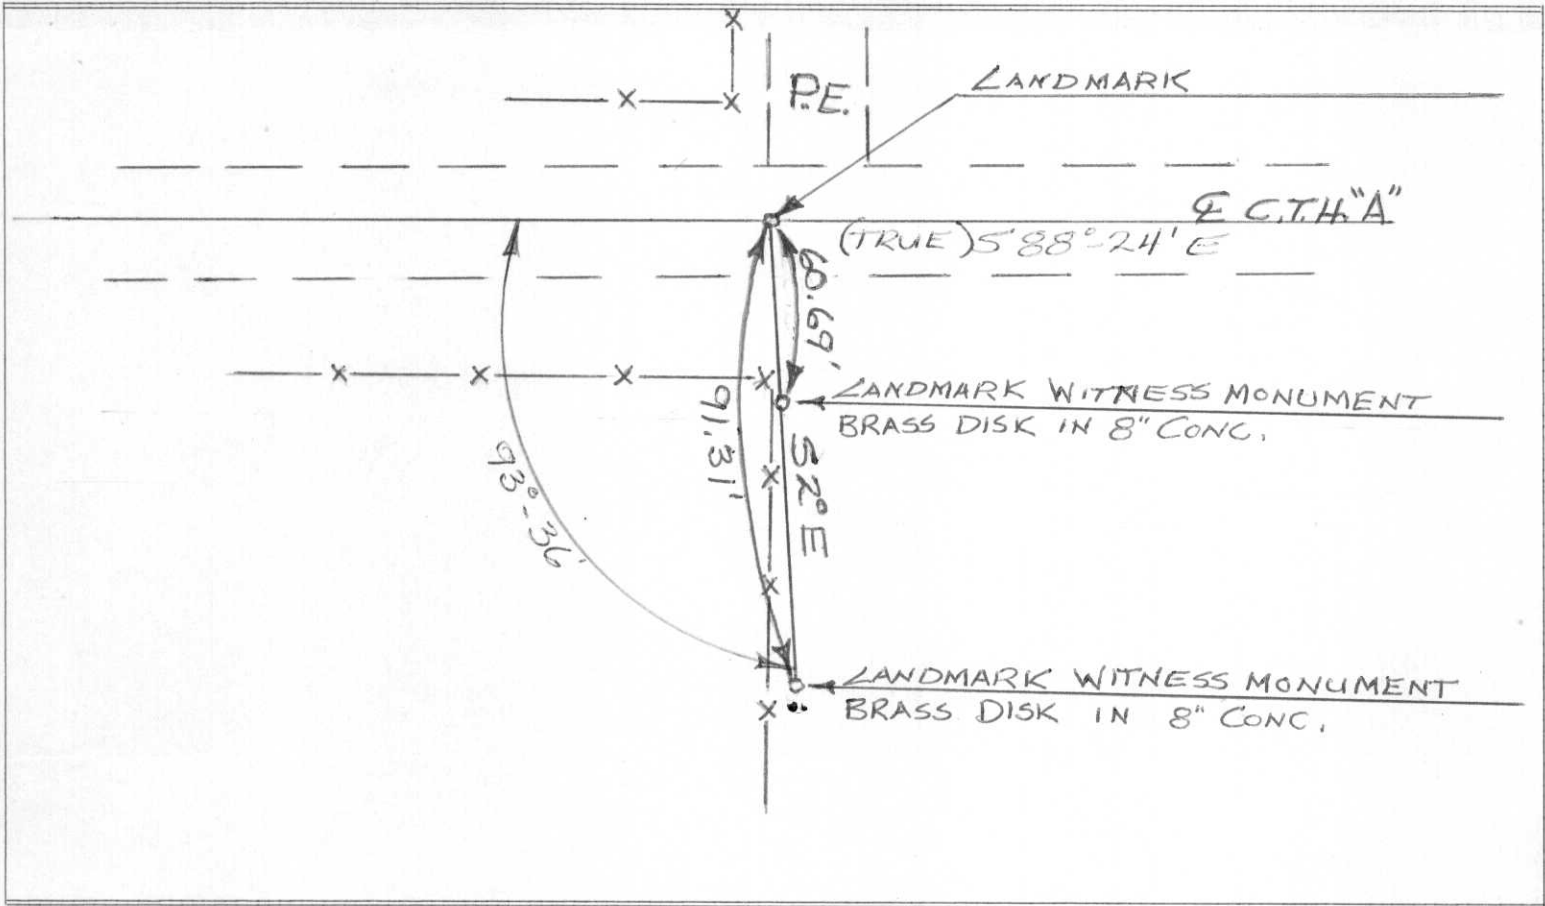 P.E.
LANDMARK
℄ C.T.H. "A"
(TRUE) S 88°-24' E
60.69'
LANDMARK WITNESS MONUMENT
BRASS DISK IN 8" CONC.
91.31'
S2°E
93°-36'
LANDMARK WITNESS MONUMENT
BRASS DISK IN 8" CONC.